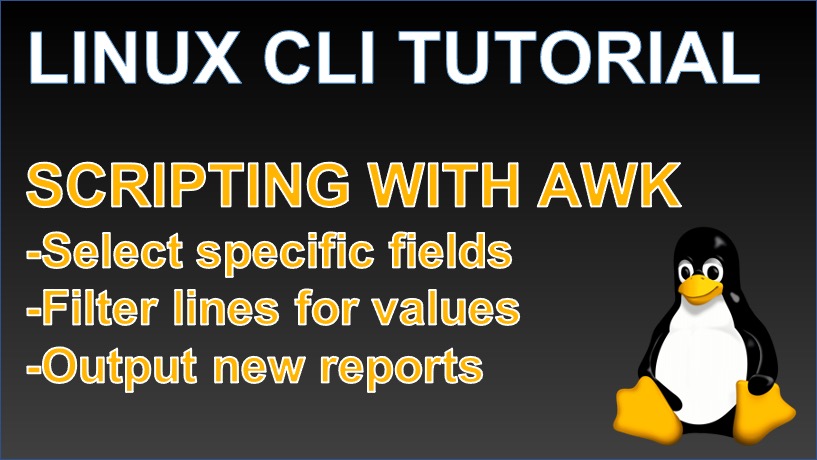 LINUX CLI TUTORIAL
SCRIPTING WITH AWK
-Select specific fields
-Filter lines for values
-Output new reports